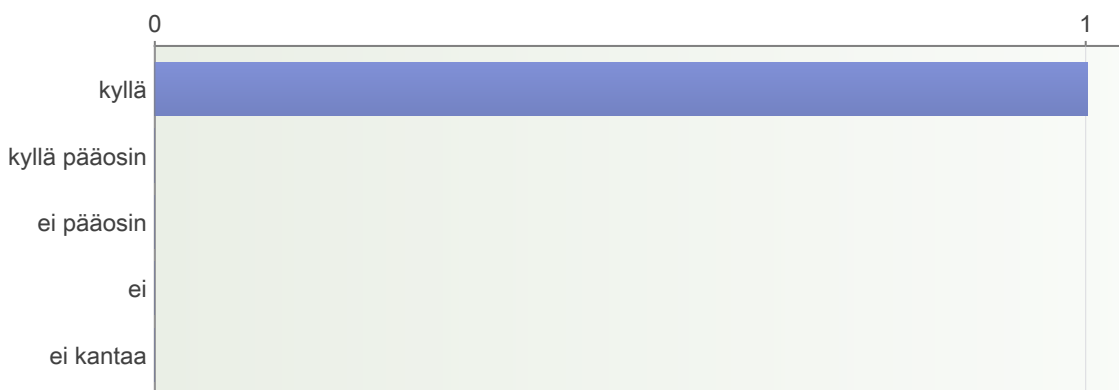 0 1
kyllä
kyllä pääosin
ei pääosin
ei
ei kantaa